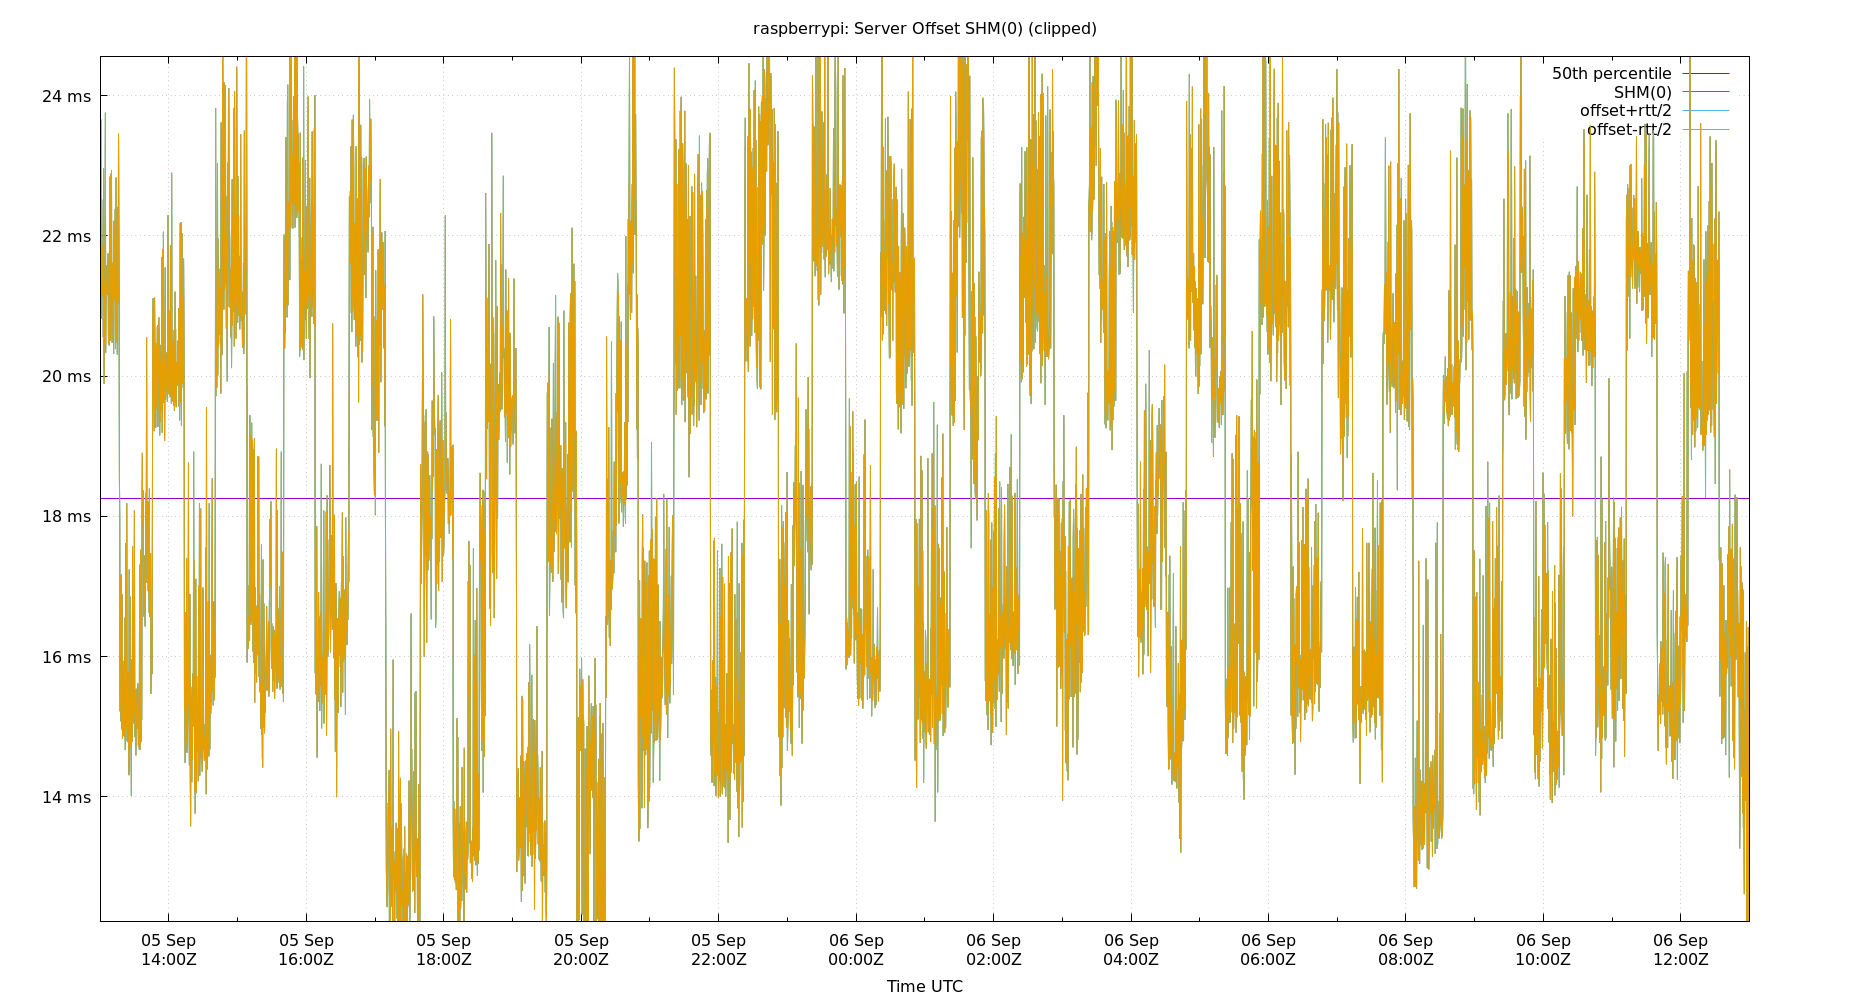 raspberrypi: Server Offset SHM(0) (clipped)
50th percentile
SHM(0)
offset+rtt/2
offset-rtt/2
24 ms
22 ms
20 ms
18 ms
16 ms
14 ms
05 Sep 05 Sep 05 Sep 05 Sep 05 Sep 06 Sep 06 Sep 06 Sep 06 Sep 06 Sep 06 Sep 06 Sep
14:00Z 16:00Z 18:00Z 20:00Z 22:00Z 00:00Z 02:00Z 04:00Z 06:00Z 08:00Z 10:00Z 12:00Z
Time UTC